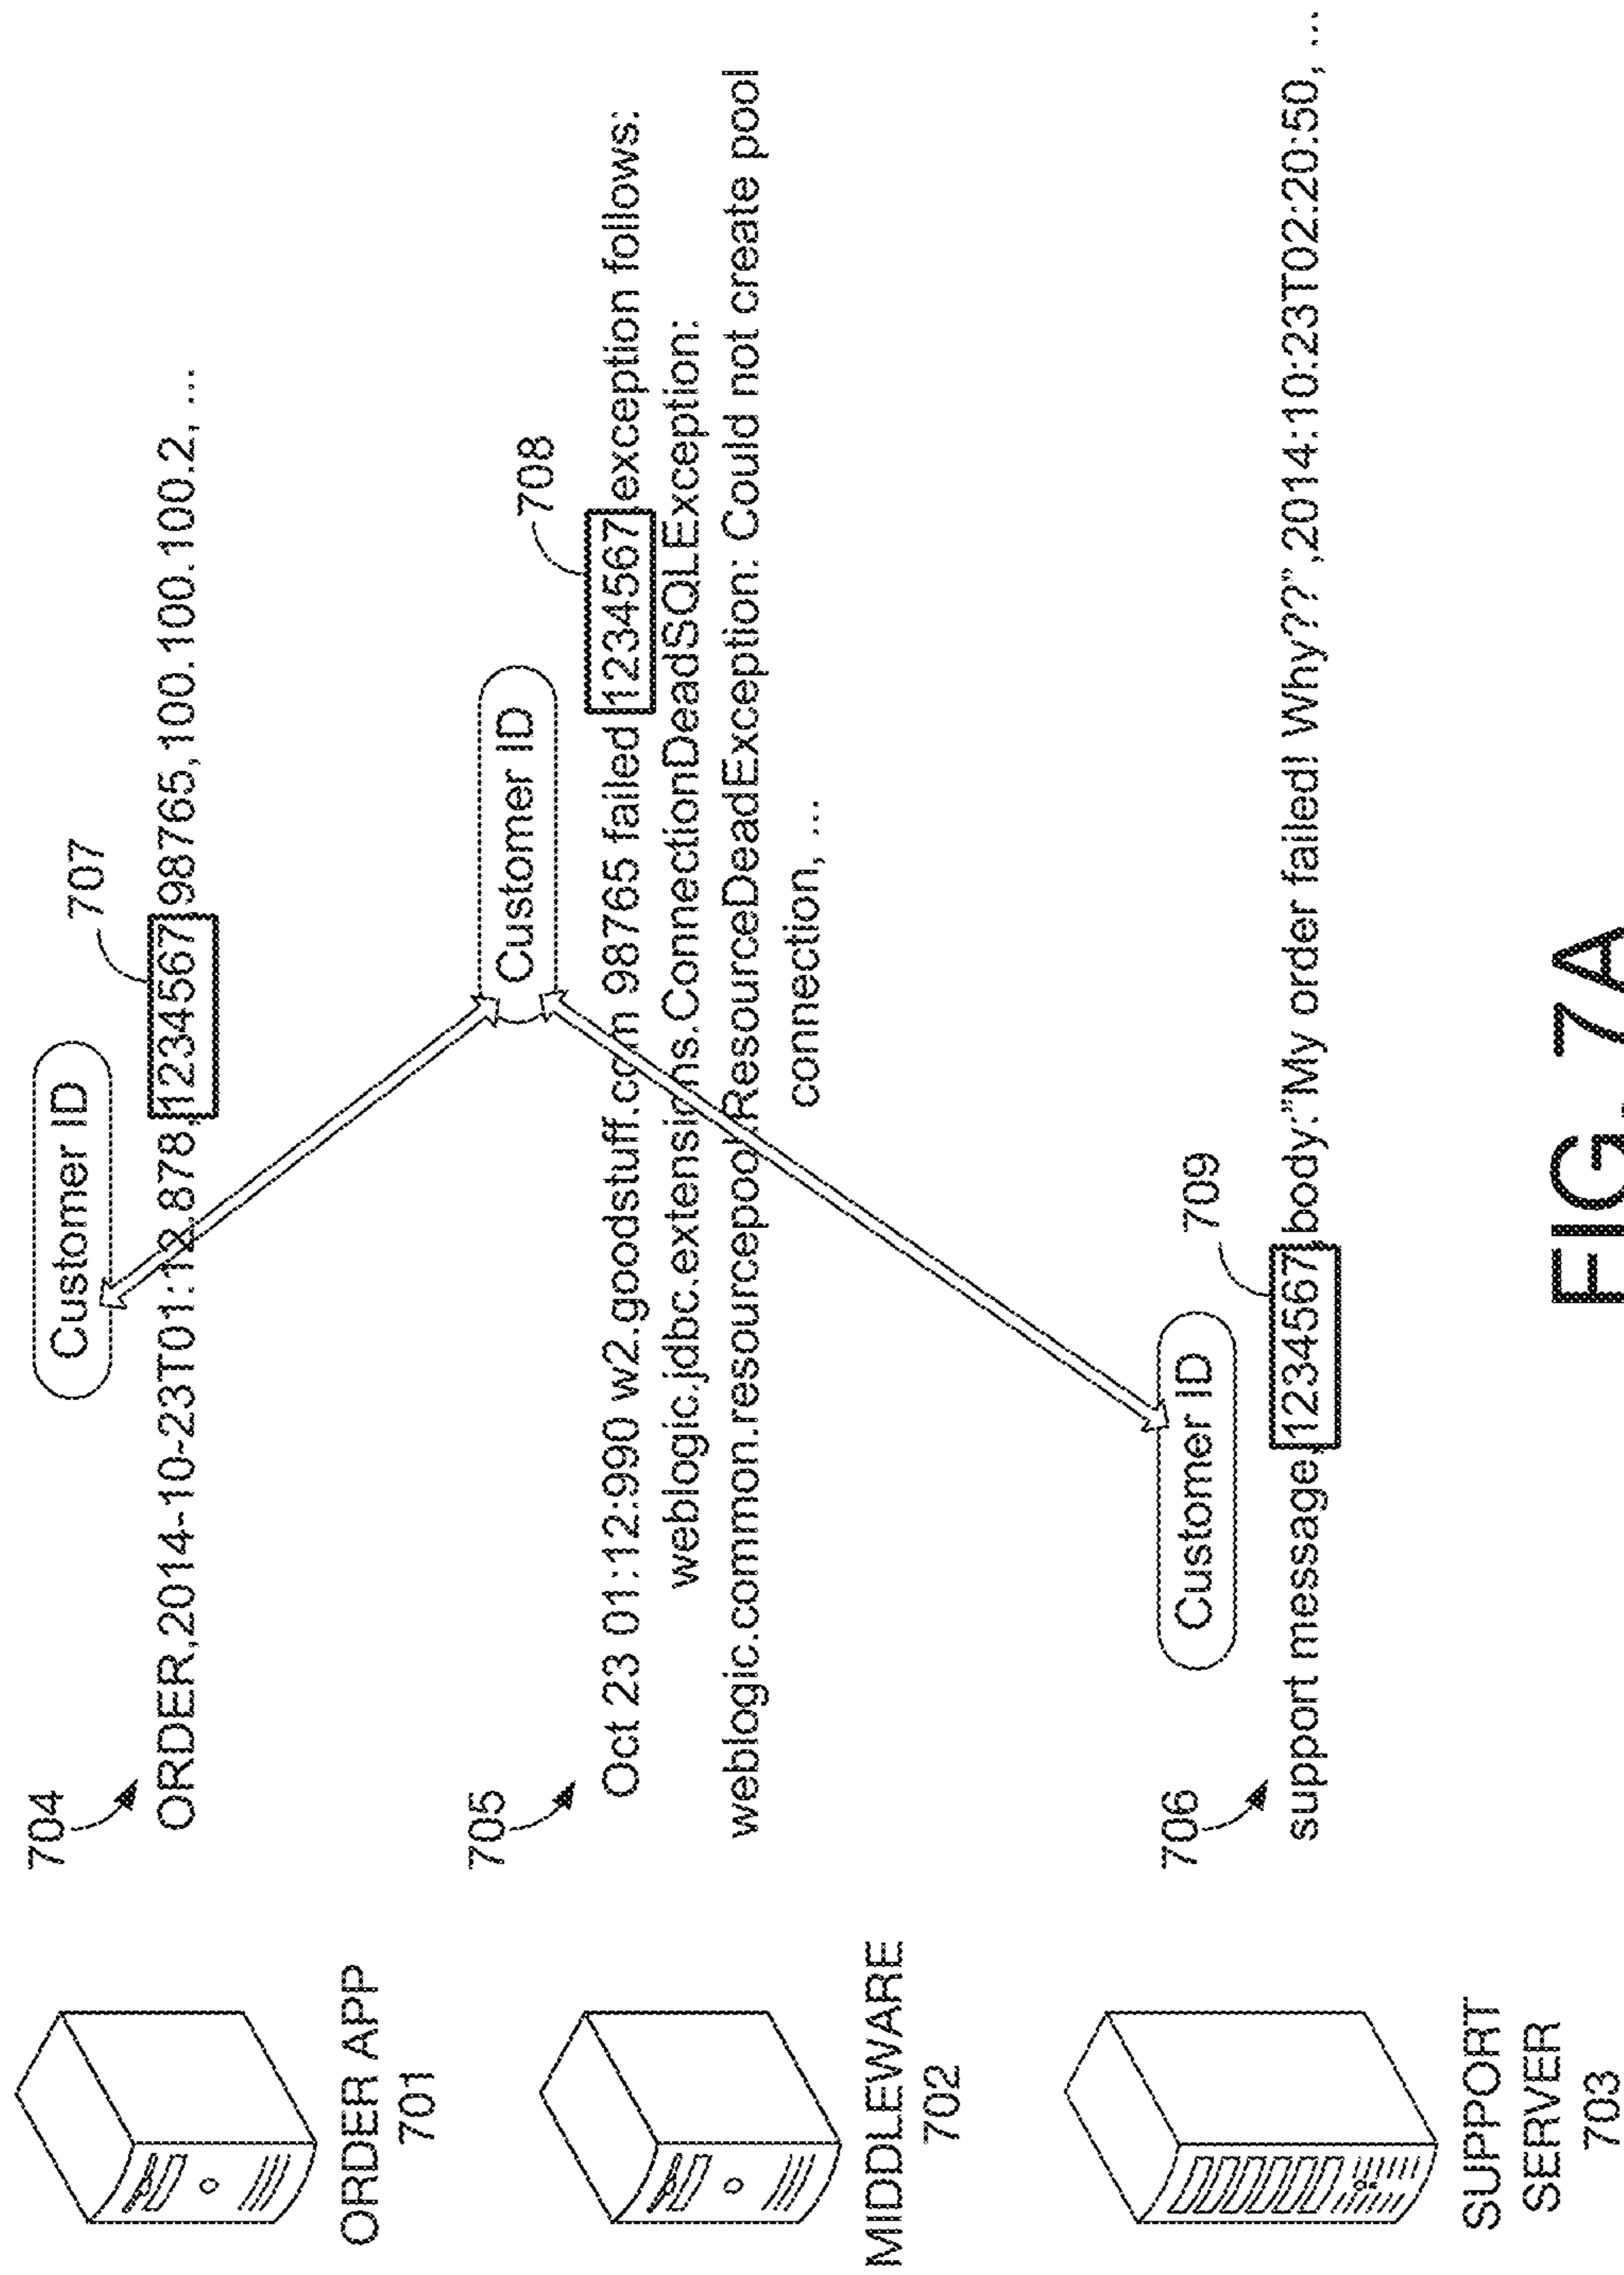 704
Customer ID
707
ORDER,2014-10-23T01:12.878,1234567,98765,100.100.100.2, ...
ORDER APP
701
705
Customer ID
708
Oct 23 01:12:990 w2.goodstuff.com 98765 failed 1234567 exception follows:
weblogic.jdbc.extensions.ConnectionDeadSQLException:
weblogic.common.resourcepool.ResourceDeadException: Could not create pool
connection, ...
MIDDLEWARE
702
706
Customer ID
709
support message,1234567,body:"My order failed! Why??",2014:10:23T02:20:50, ...
SUPPORT
SERVER
703
FIG. 7A